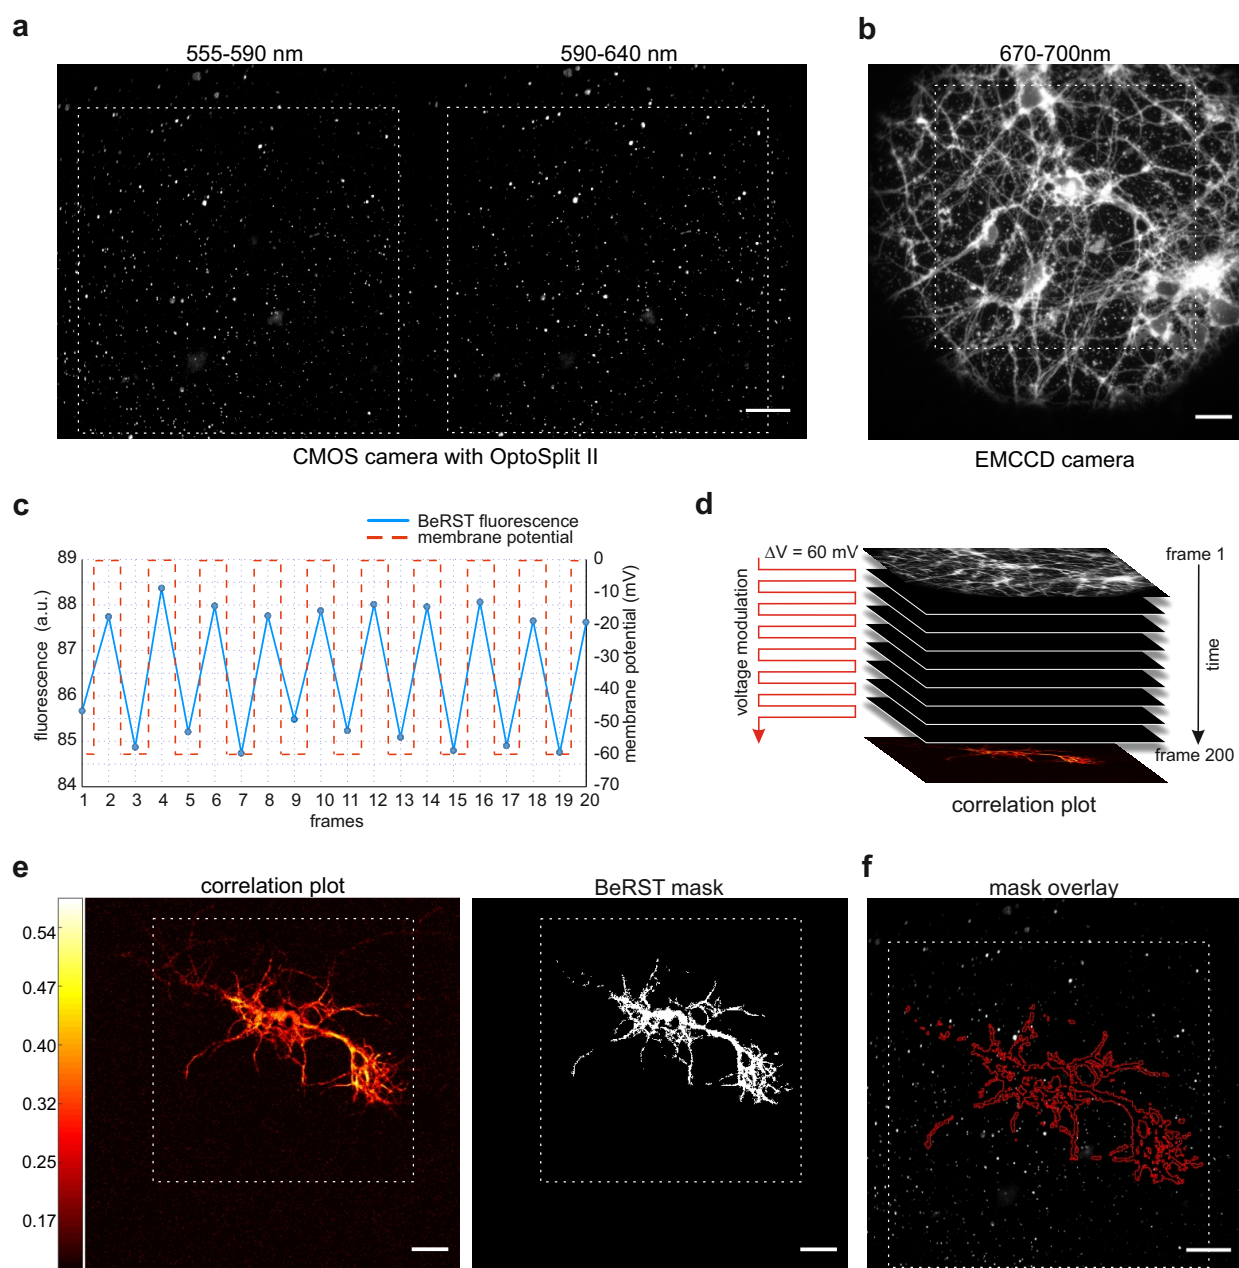 a
555-590 nm
590-640 nm
CMOS camera with OptoSplit II
b
670-700nm
EMCCD camera
c
BeRST fluorescence
membrane potential
fluorescence (a.u.)
89
88
87
86
85
84
0
-10
-20
-30
-40
-50
-60
-70
membrane potential (mV)
1 2 3 4 5 6 7 8 9 10 11 12 13 14 15 16 17 18 19 20
frames
d
ΔV = 60 mV
voltage modulation
frame 1
time
frame 200
correlation plot
e
correlation plot
0.54
0.47
0.40
0.32
0.25
0.17
BeRST mask
f
mask overlay